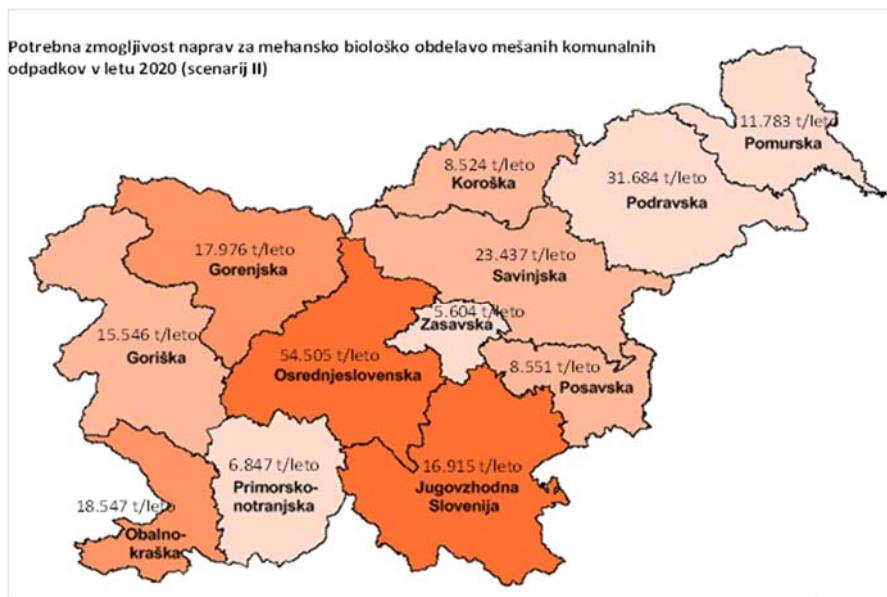 Potrebna zmogljivost naprav za mehansko biološko obdelavo mešanih komunalnih
odpadkov v letu 2020 (scenarij II)
11.783 t/leto
Pomurska
8.524 t/leto
Koroška
31.684 t/leto
Podravska
17.976 t/leto
Gorenjska
23.437 t/leto
Savinjska
5.604 t/leto
Zasavska
15.546 t/leto
Goriška
54.505 t/leto
Osrednjeslovenska
8.551 t/leto
Posavska
6.847 t/leto
Primorsko-
notranjska
16.915 t/leto
Jugovzhodna
Slovenija
18.547 t/leto
Obalno-
kraška